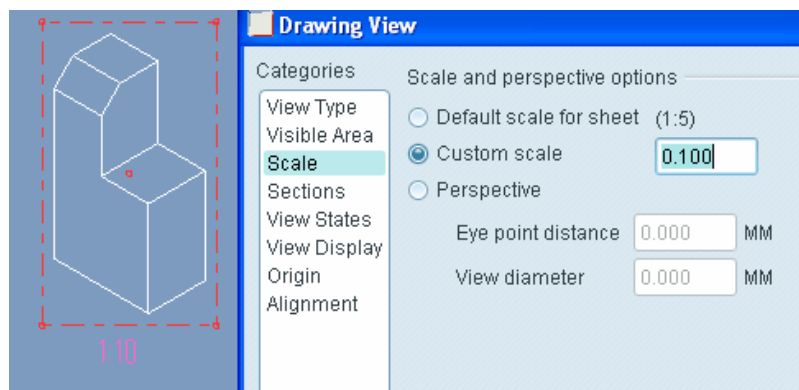 Drawing View
Categories
View Type
Visible Area
Scale
Sections
View States
View Display
Origin
Alignment
Scale and perspective options
Default scale for sheet (1:5)
Custom scale 0.100
Perspective
Eye point distance 0.000 MM
View diameter 0.000 MM
1:10